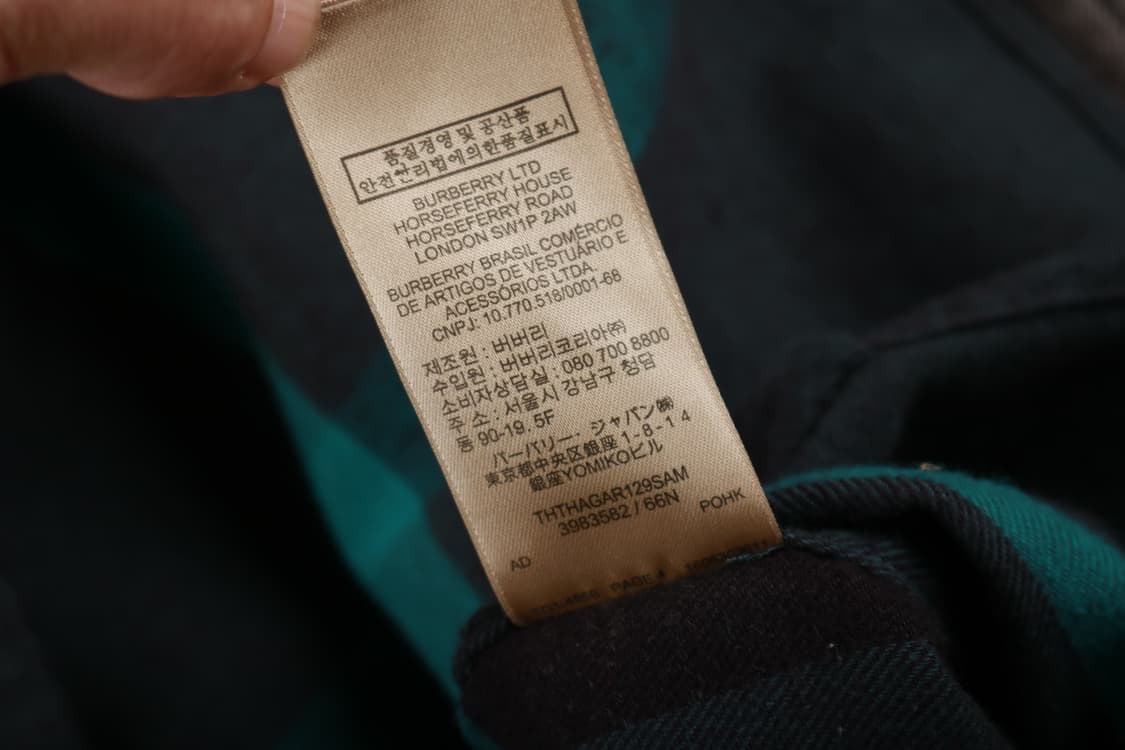 품질경영 및 공산품
안전관리법에의한품질표시
BURBERRY LTD
HORSEFERRY HOUSE
HORSEFERRY ROAD
LONDON SW1P 2AW
BURBERRY BRASIL COMÉRCIO
DE ARTIGOS DE VESTUÁRIO E
ACESSÓRIOS LTDA.
CNPJ: 10.770.518/0001-68
제조원 : 버버리
수입원 : 버버리코리아㈜
소비자상담실 : 080 700 8800
주 소 : 서울시 강남구 청담
동 90-19. 5F
バーバリー・ジャパン㈱
東京都中央区銀座 1-8-14
銀座YOMIKOビル
THTHAGAR129SAM
3983582 / 66N
POHK
AD
PAGE 4